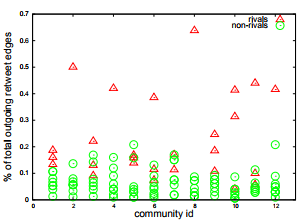 rivals
non-rivals
0.7
0.6
0.5
0.4
0.3
0.2
0.1
0
% of total outgoing retweet edges
0 2 4 6 8 10 12
community id